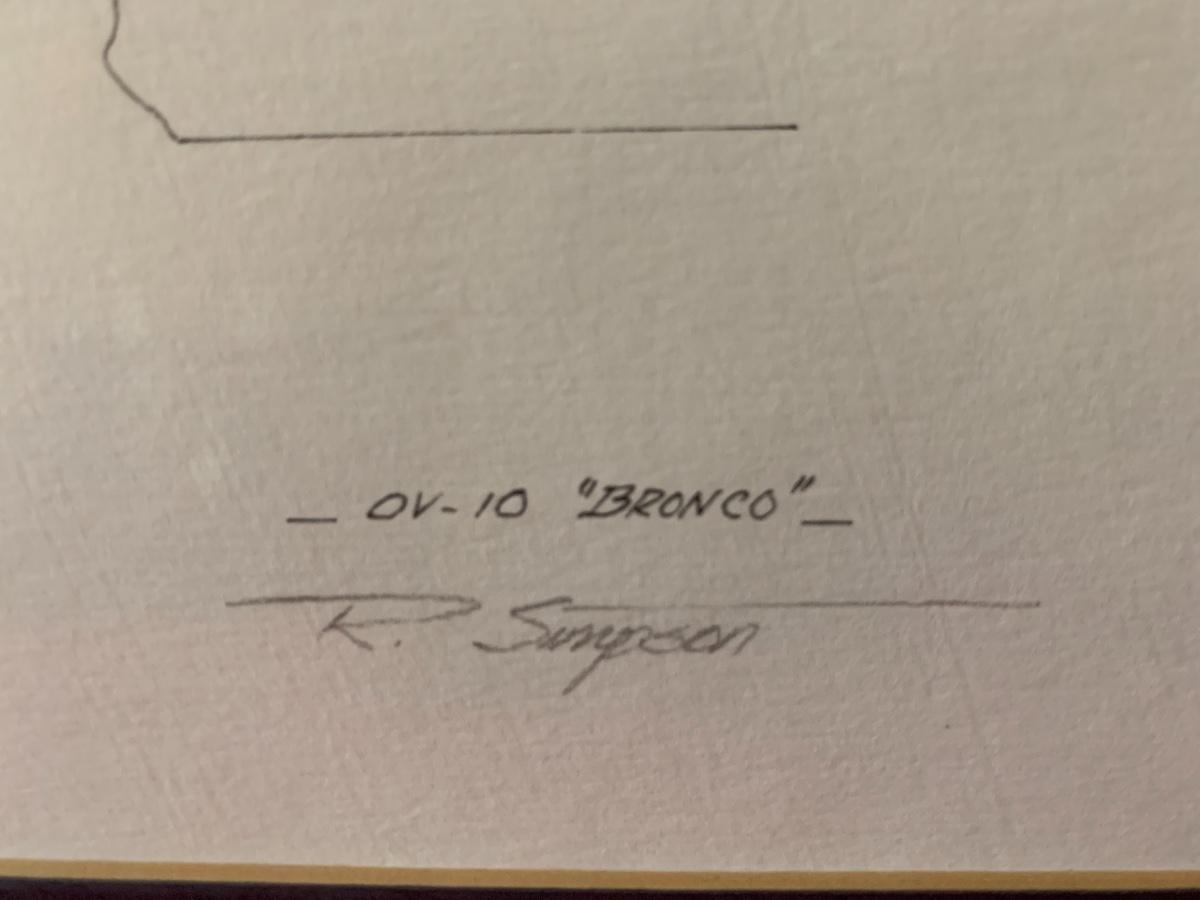 _ OV-10 "BRONCO" _
R. Simpson